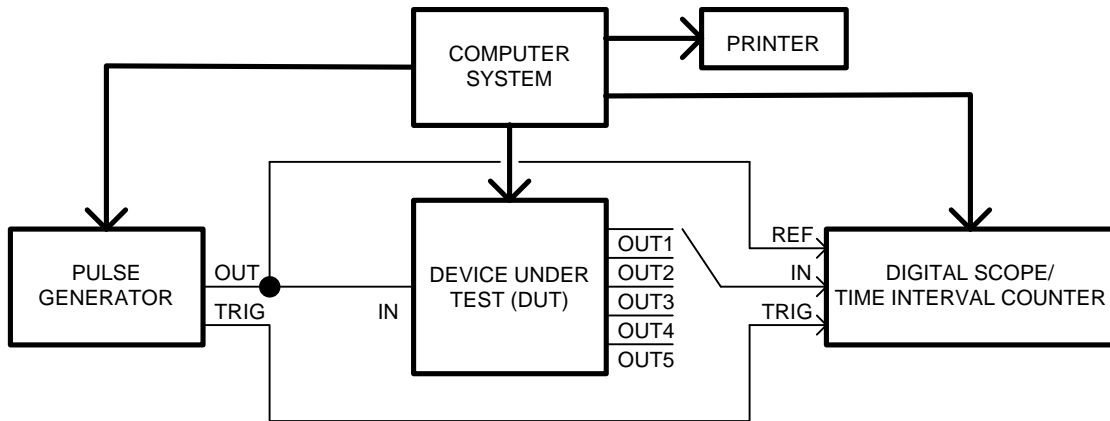 COMPUTER
SYSTEM
PRINTER
PULSE
GENERATOR
OUT
TRIG
IN
DEVICE UNDER
TEST (DUT)
OUT1
OUT2
OUT3
OUT4
OUT5
REF
IN
TRIG
DIGITAL SCOPE/
TIME INTERVAL COUNTER